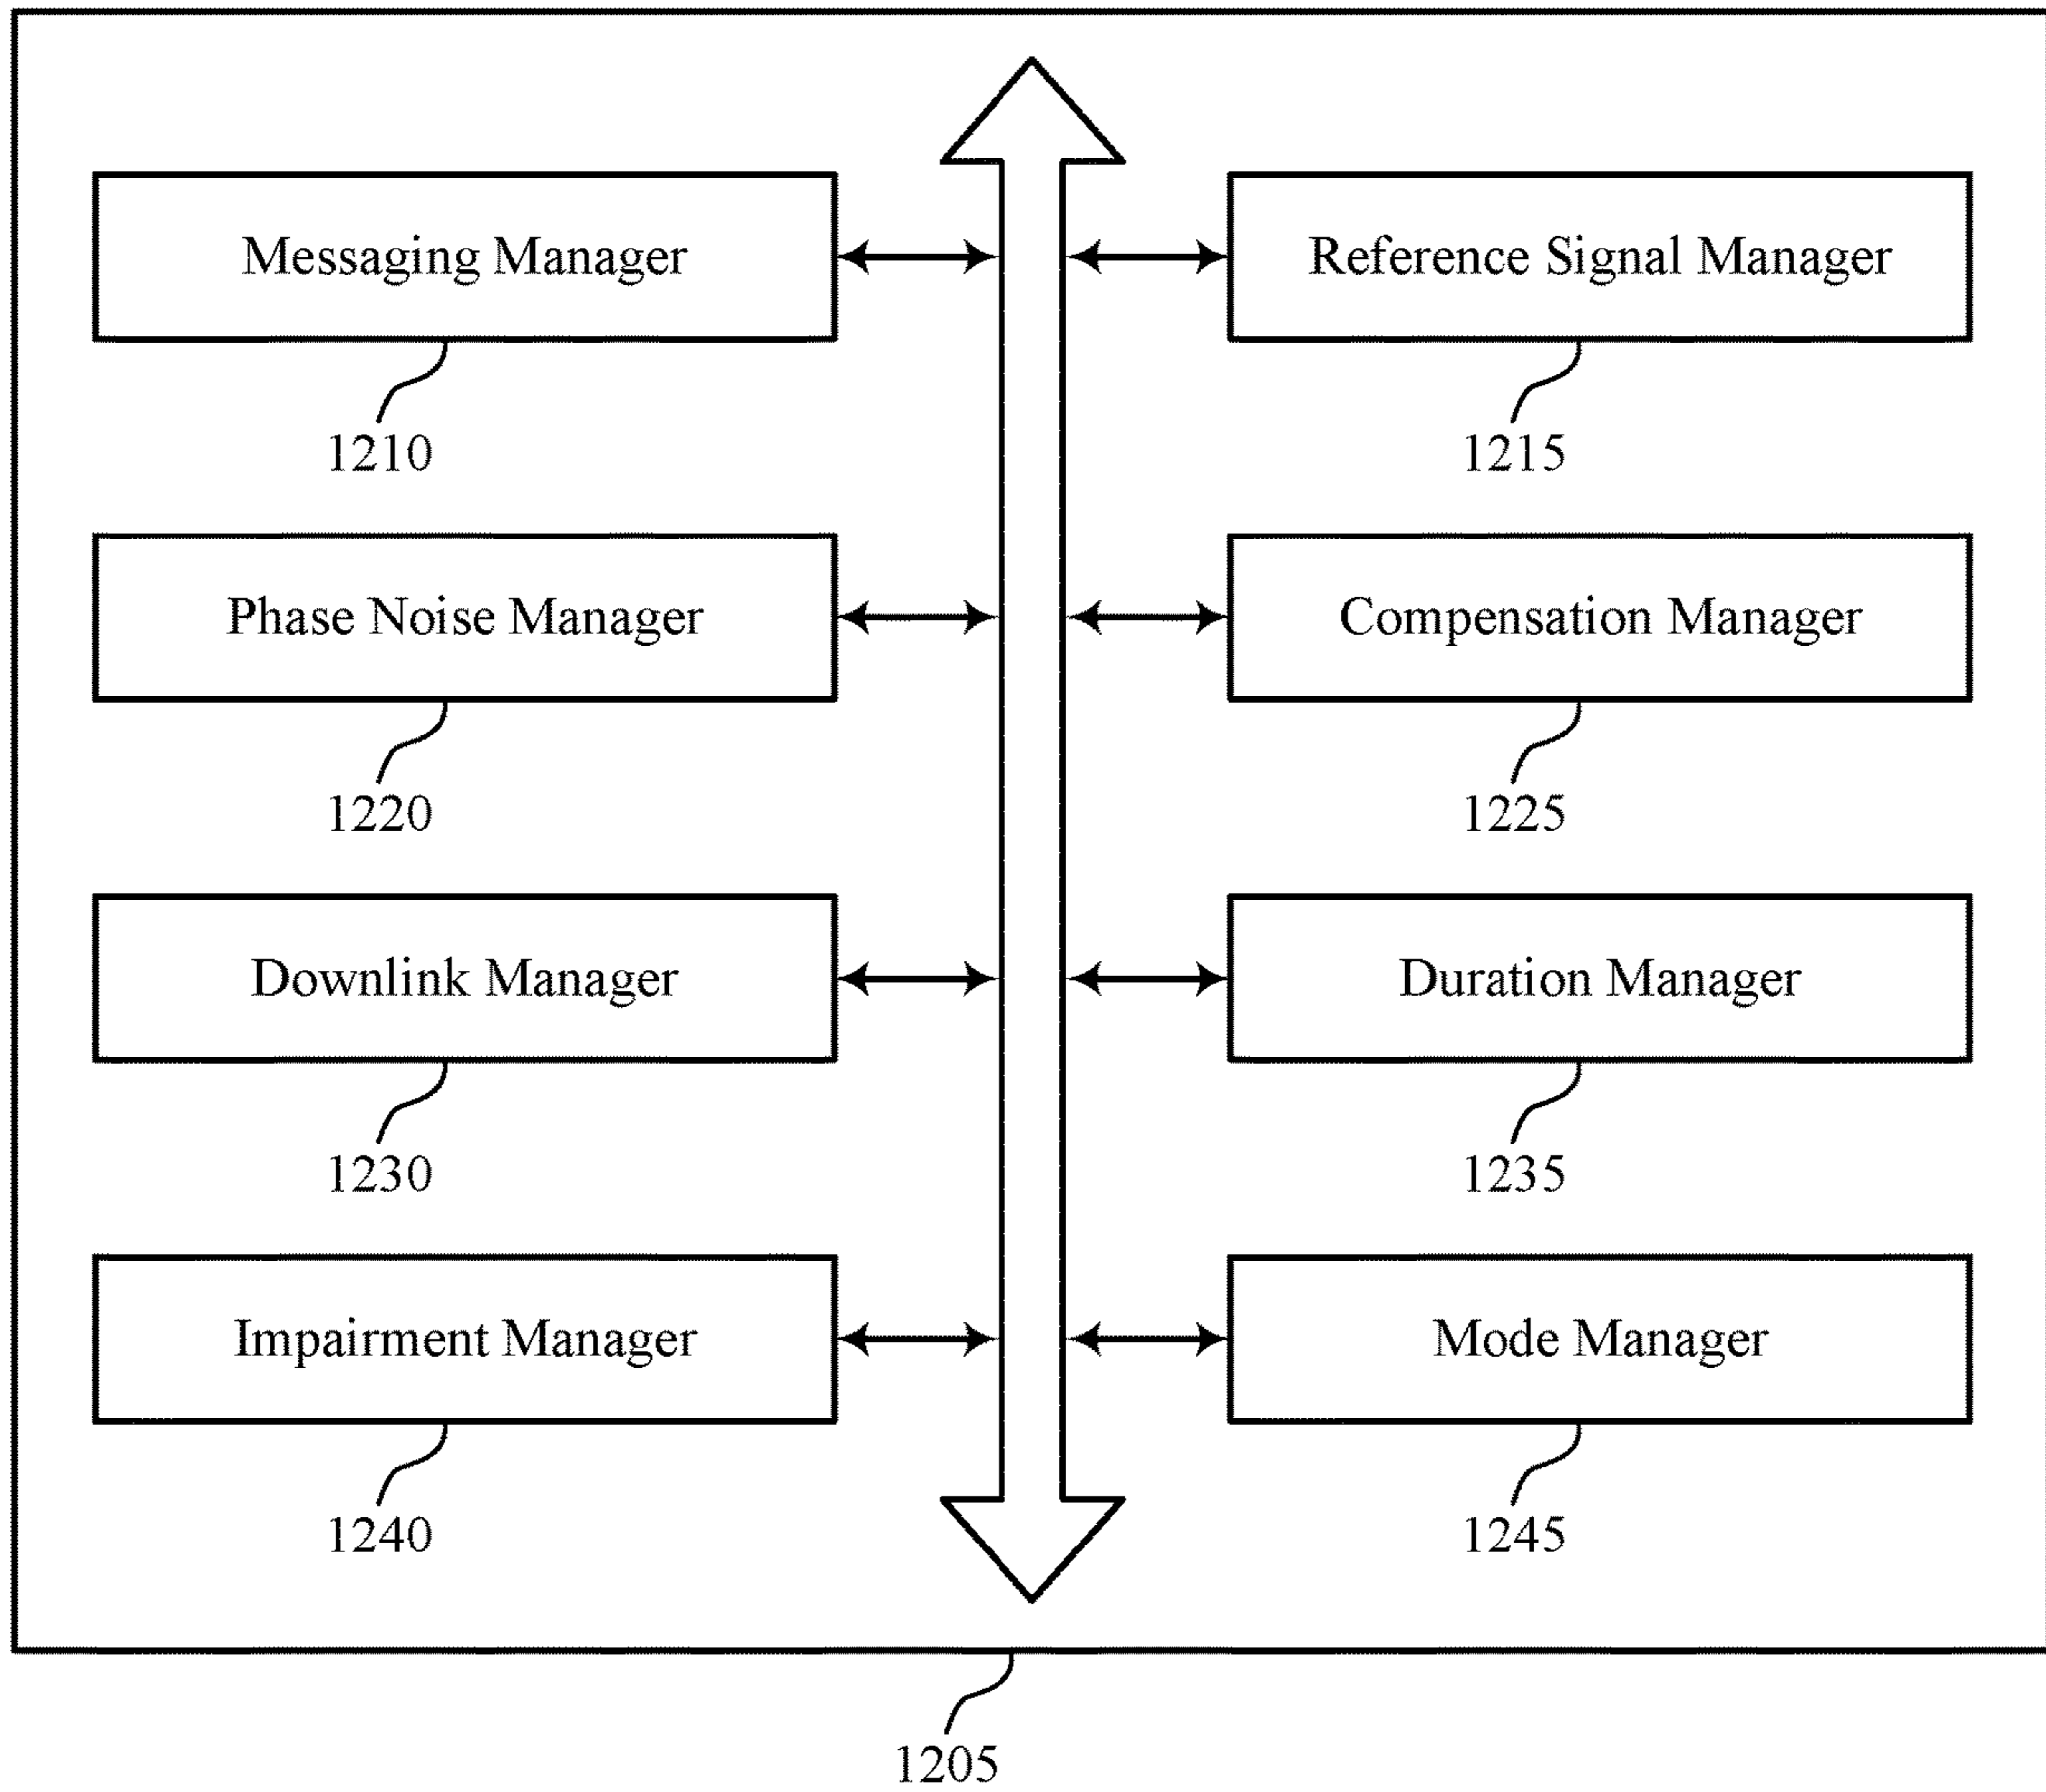 Messaging Manager
Reference Signal Manager
1210
1215
Phase Noise Manager
Compensation Manager
1220
1225
Downlink Manager
Duration Manager
1230
1235
Impairment Manager
Mode Manager
1240
1245
1205